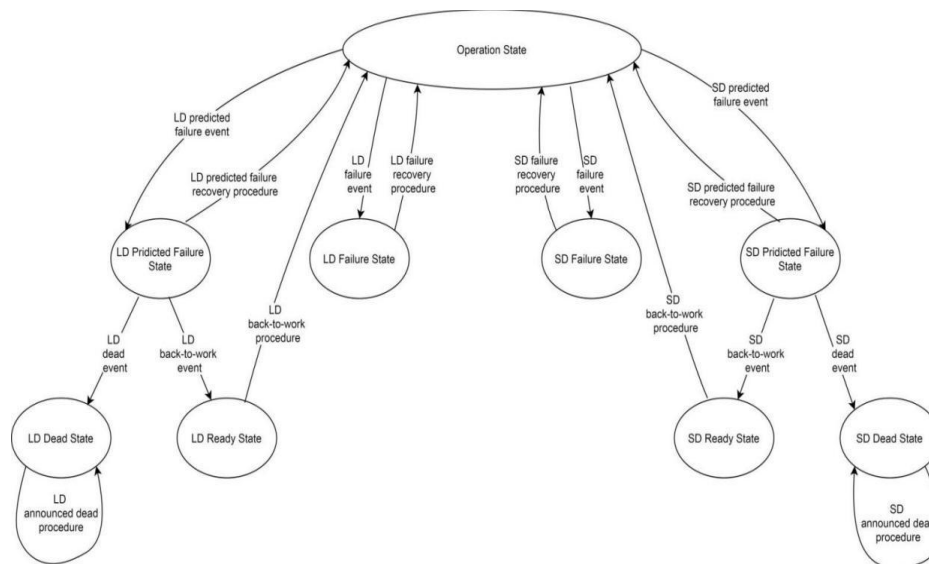 Operation State
LD predicted
failure event
SD predicted
failure event
LD predicted failure
recovery procedure
LD
failure
event
LD failure
recovery
procedure
SD failure
recovery
procedure
SD
failure
event
SD predicted failure
recovery procedure
LD Pridicted Failure
State
LD Failure State
SD Failure State
SD Pridicted Failure
State
LD
dead
event
LD
back-to-work
event
LD
back-to-work
procedure
SD
back-to-work
procedure
SD
back-to-work
event
SD
dead
event
LD Dead State
LD Ready State
SD Ready State
SD Dead State
LD
announced dead
procedure
SD
announced dead
procedure